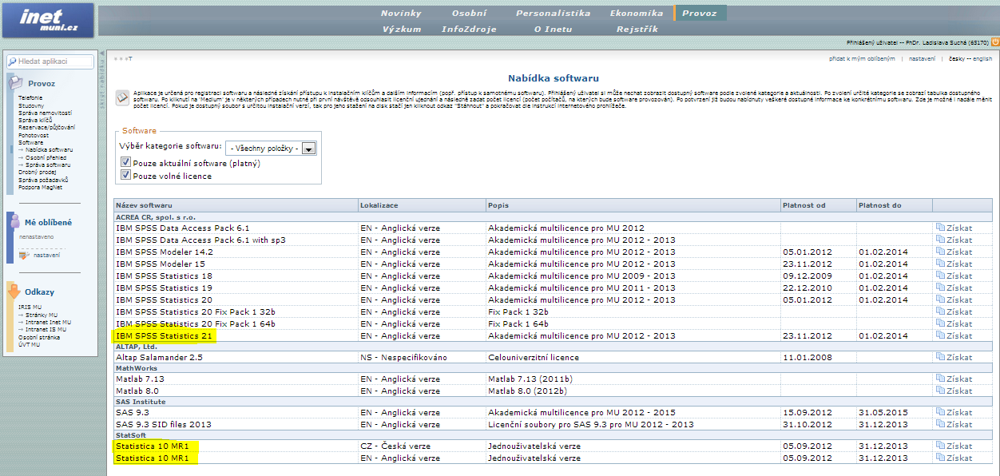 inet
muni.cz
Novinky Osobní Personalistika Ekonomika Provoz
Výzkum InfoZdroje O Inetu Rejstřík
Přihlášený uživatel -- PhDr. Ladislava Suchá (65170)
Hledat aplikaci
Provoz
Telefonie
Studovny
Správa nemovitostí
Správa klíčů
Rezervace/půjčování
Pohotovost
Software
→ Nabídka softwaru
→ Osobní přehled
→ Správa softwaru
Drobný prodej
Správa požadavků
Podpora MagNet
Mé oblíbené
nenastaveno
nastavení
Odkazy
IRIS MU
→ Stránky MU
→ Intranet Inet MU
→ Intranet IS MU
Osobní stránka
ÚVT MU
Skrýt nabídku
T
přidat k mým oblíbeným | nastavení | česky -- english
Nabídka softwaru
Aplikace je určená pro registraci softwaru a následné získání přístupu k instalačním klíčům a dalším informacím (popř. přístup k samotnému softwaru). Přihlášený uživatel si může nechat zobrazit dostupný software podle zvolené kategorie a aktuálnosti. Po zvolení určité kategorie se zobrazí tabulka dostupného
softwaru. Po kliknutí na 'Medium' je v některých případech nutné při první návštěvě odsouhlasit licenční ujednání a následně zadat počet licencí (počet počítačů, na kterých bude software provozován). Po potvrzení již budou nabídnuty veškeré dostupné informace ke konkrétnímu softwaru. Zde je možné i nadále měnit
počet licencí. Pokud je dostupný soubor s určitou instalační verzí, tak pro jeho stažení na disk stačí jen kliknout odkaz "Stáhnout" a pokračovat dle instrukcí internetového prohlížeče.
Software
Výběr kategorie softwaru: - Všechny položky -
Pouze aktuální software (platný)
Pouze volné licence
Název softwaru Lokalizace Popis Platnost od Platnost do
ACREA CR, spol. s r.o.
IBM SPSS Data Access Pack 6.1 EN - Anglická verze Akademická multilicence pro MU 2012 Získat
IBM SPSS Data Access Pack 6.1 with sp3 EN - Anglická verze Akademická multilicence pro MU 2012 - 2013 Získat
IBM SPSS Modeler 14.2 EN - Anglická verze Akademická multilicence pro MU 2012 - 2013 05.01.2012 01.02.2014 Získat
IBM SPSS Modeler 15 EN - Anglická verze Akademická multilicence pro MU 2012 - 2013 23.11.2012 01.02.2014 Získat
IBM SPSS Statistics 18 EN - Anglická verze Akademická multilicence pro MU 2009 - 2013 09.12.2009 01.02.2014 Získat
IBM SPSS Statistics 19 EN - Anglická verze Akademická multilicence pro MU 2011 - 2013 22.12.2010 01.02.2014 Získat
IBM SPSS Statistics 20 EN - Anglická verze Akademická multilicence pro MU 2012 - 2013 05.01.2012 01.02.2014 Získat
IBM SPSS Statistics 20 Fix Pack 1 32b EN - Anglická verze Fix Pack 1 32b Získat
IBM SPSS Statistics 20 Fix Pack 1 64b EN - Anglická verze Fix Pack 1 64b Získat
IBM SPSS Statistics 21 EN - Anglická verze Akademická multilicence pro MU 2012 - 2013 23.11.2012 01.02.2014 Získat
ALTAP, Ltd.
Altap Salamander 2.5 NS - Nespecifikováno Celouniverzitní licence 11.01.2008 Získat
MathWorks
Matlab 7.13 EN - Anglická verze Matlab 7.13 (2011b) Získat
Matlab 8.0 EN - Anglická verze Matlab 8.0 (2012b) Získat
SAS Institute
SAS 9.3 EN - Anglická verze Akademická multilicence pro MU 2012 - 2015 15.09.2012 31.05.2015 Získat
SAS 9.3 SID files 2013 EN - Anglická verze Licenční soubory pro SAS 9.3 pro MU 2012 - 2013 31.10.2012 31.12.2013 Získat
StatSoft
Statistica 10 MR1 CZ - Česká verze Jednouživatelská verze 05.09.2012 31.12.2013 Získat
Statistica 10 MR1 EN - Anglická verze Jednouživatelská verze 05.09.2012 31.12.2013 Získat